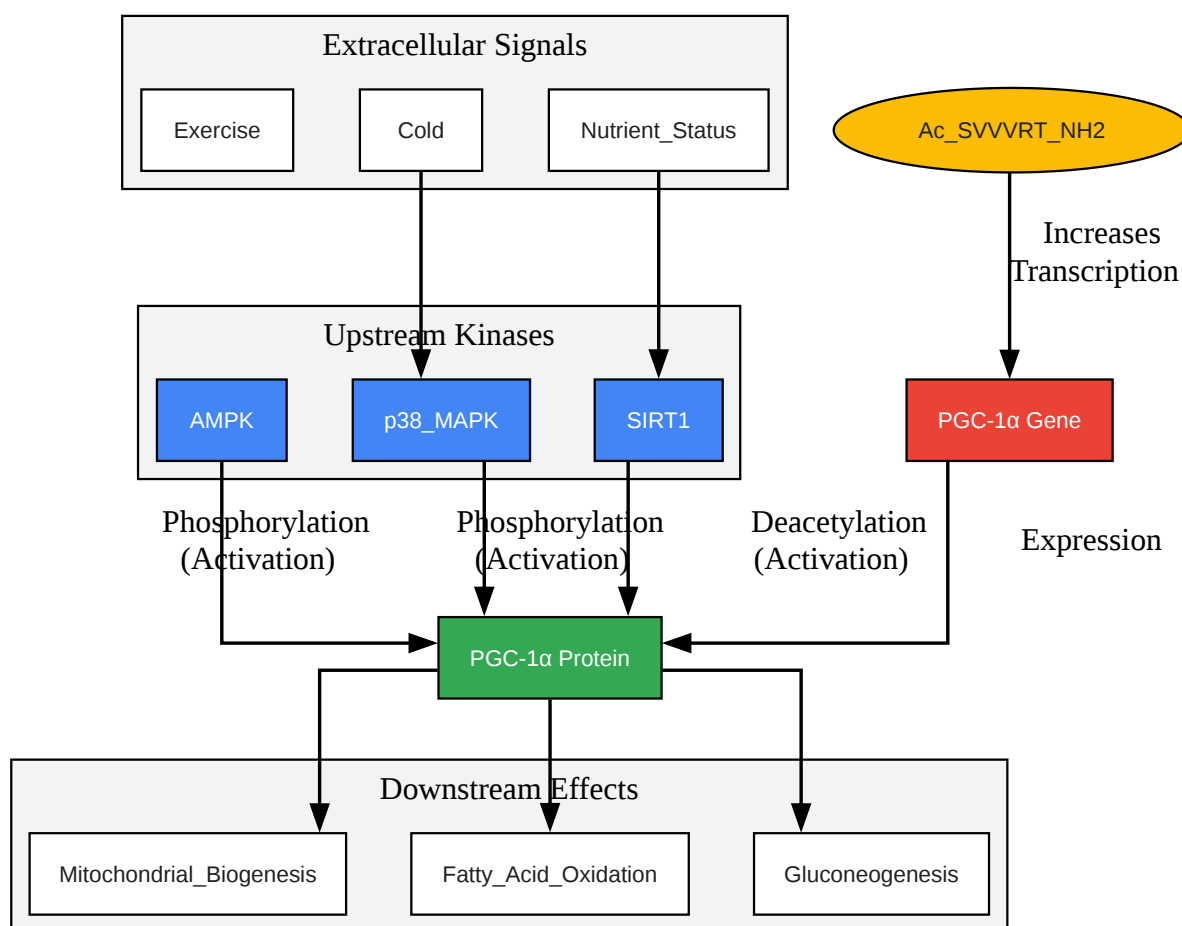 Extracellular Signals
Exercise
Cold
Nutrient_Status
Ac_SVVVRT_NH2
Increases
Transcription
Upstream Kinases
AMPK
p38_MAPK
SIRT1
PGC-1α Gene
Phosphorylation
(Activation)
Phosphorylation
(Activation)
Deacetylation
(Activation)
Expression
PGC-1α Protein
Downstream Effects
Mitochondrial_Biogenesis
Fatty_Acid_Oxidation
Gluconeogenesis